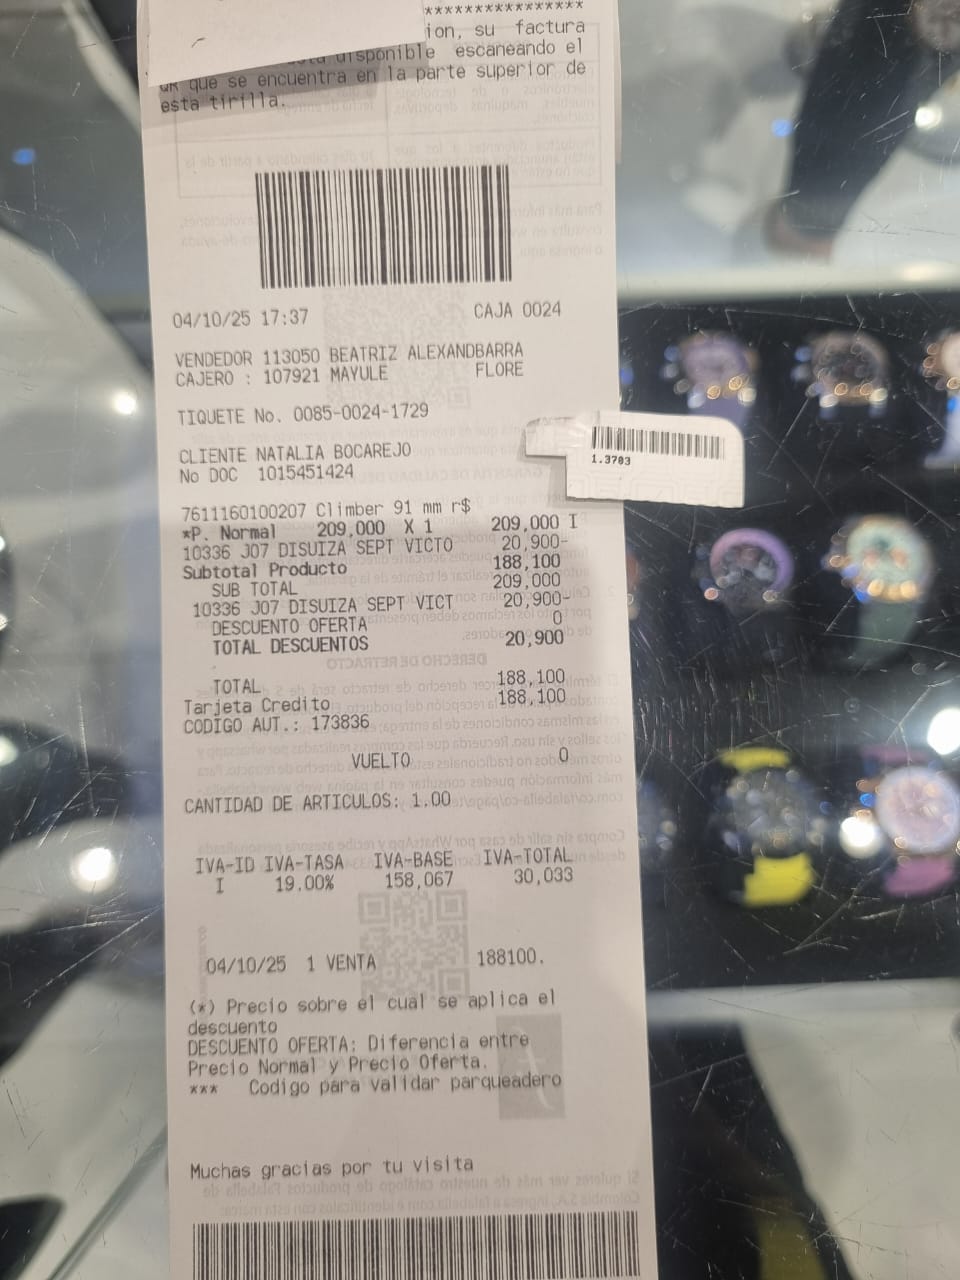 ****************
ion, su factura
disponible escaneando el
QR que se encuentra en la parte superior de
esta tirilla.
04/10/25 17:37 CAJA 0024
VENDEDOR 113050 BEATRIZ ALEXANDBARRA
CAJERO : 107921 MAYULE FLORE
TIQUETE No. 0085-0024-1729
CLIENTE NATALIA BOCAREJO
No DOC 1015451424
1.3703
7611160100207 Climber 91 mm r$
*P. Normal 209,000 X 1 209,000 I
10336 J07 DISUIZA SEPT VICTO 20,900-
Subtotal Producto 188,100
SUB TOTAL 209,000
10336 J07 DISUIZA SEPT VICT 20,900-
DESCUENTO OFERTA 0
TOTAL DESCUENTOS 20,900
TOTAL 188,100
Tarjeta Credito 188,100
CODIGO AUT.: 173836
VUELTO 0
CANTIDAD DE ARTICULOS: 1.00
IVA-ID IVA-TASA IVA-BASE IVA-TOTAL
I 19.00% 158,067 30,033
04/10/25 1 VENTA 188100.
(*) Precio sobre el cual se aplica el
descuento
DESCUENTO OFERTA: Diferencia entre
Precio Normal y Precio Oferta.
*** Codigo para validar parqueadero
Muchas gracias por tu visita